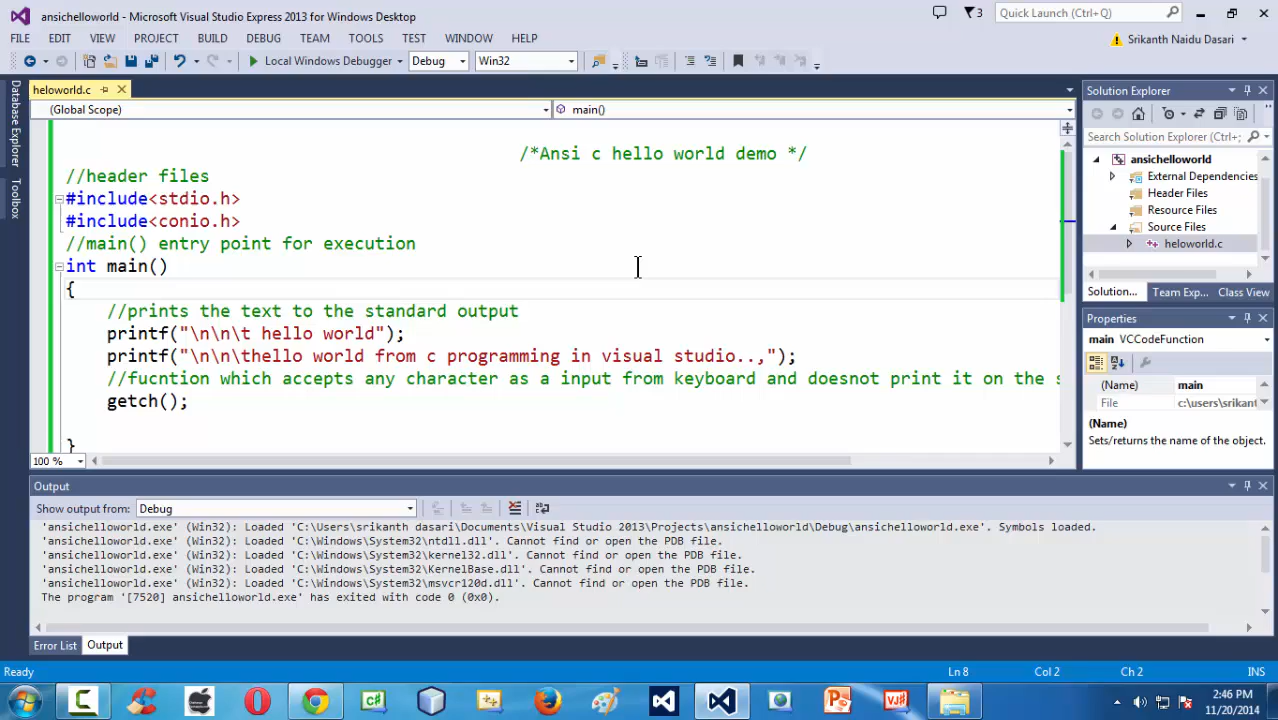 ansichelloworld - Microsoft Visual Studio Express 2013 for Windows Desktop
3
Quick Launch (Ctrl+Q)
FILE EDIT VIEW PROJECT BUILD DEBUG TEAM TOOLS TEST WINDOW HELP
Srikanth Naidu Dasari
Local Windows Debugger Debug Win32
Database Explorer
Toolbox
heloworld.c
(Global Scope) main()
/*Ansi c hello world demo */
//header files
#include<stdio.h>
#include<conio.h>
//main() entry point for execution
int main()
{
//prints the text to the standard output
printf("\n\n\t hello world");
printf("\n\n\thello world from c programming in visual studio..,");
//fucntion which accepts any character as a input from keyboard and doesnot print it on the s
getch();
}
100 %
Solution Explorer
Search Solution Explorer (Ctrl+;
ansichelloworld
External Dependencies
Header Files
Resource Files
Source Files
heloworld.c
Solution... Team Exp... Class View
Properties
main VCCodeFunction
(Name) main
File c:\users\srikant
(Name)
Sets/returns the name of the object.
Output
Show output from: Debug
'ansichelloworld.exe' (Win32): Loaded 'C:\Users\srikanth dasari\Documents\Visual Studio 2013\Projects\ansichelloworld\Debug\ansichelloworld.exe'. Symbols loaded.
'ansichelloworld.exe' (Win32): Loaded 'C:\Windows\System32\ntdll.dll'. Cannot find or open the PDB file.
'ansichelloworld.exe' (Win32): Loaded 'C:\Windows\System32\kernel32.dll'. Cannot find or open the PDB file.
'ansichelloworld.exe' (Win32): Loaded 'C:\Windows\System32\KernelBase.dll'. Cannot find or open the PDB file.
'ansichelloworld.exe' (Win32): Loaded 'C:\Windows\System32\msvcr120d.dll'. Cannot find or open the PDB file.
The program '[7520] ansichelloworld.exe' has exited with code 0 (0x0).
Error List Output
Ready Ln 8 Col 2 Ch 2 INS
2:46 PM
11/20/2014